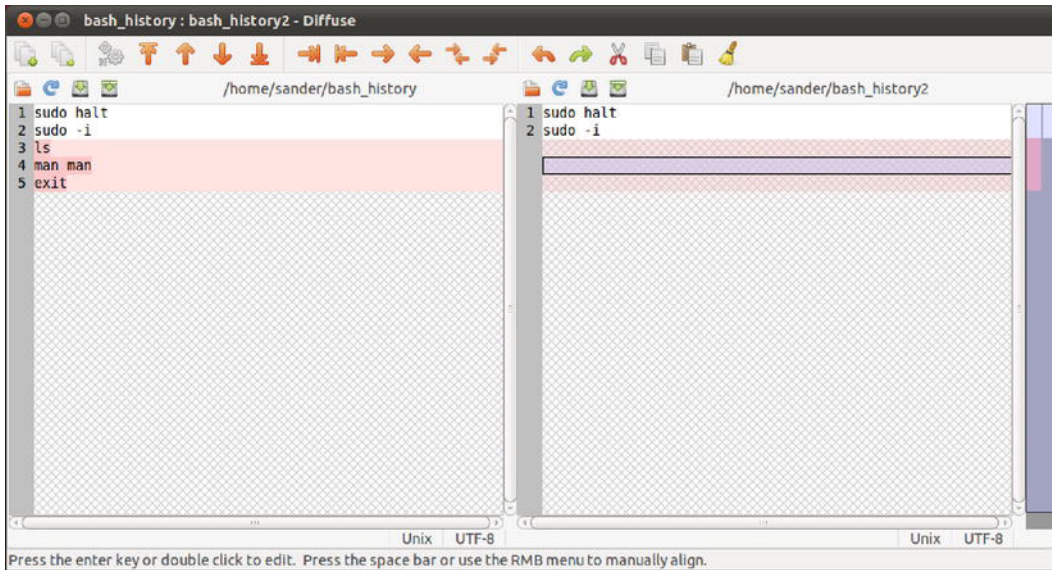 bash_history : bash_history2 - Diffuse
/home/sander/bash_history
1 sudo halt
2 sudo -i
3 ls
4 man man
5 exit
Unix UTF-8
/home/sander/bash_history2
1 sudo halt
2 sudo -i
Unix UTF-8
Press the enter key or double click to edit. Press the space bar or use the RMB menu to manually align.